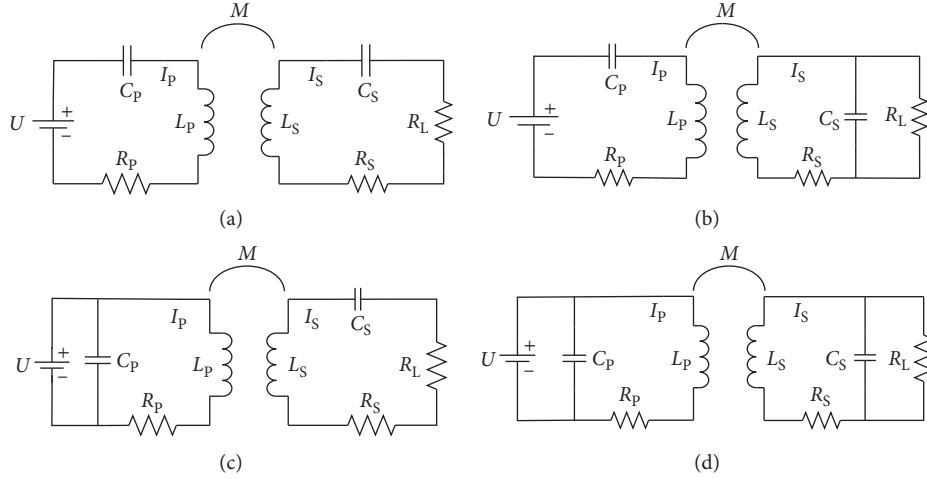 M
C_P
I_P
I_S
C_S
U
+
−
L_P
L_S
R_L
R_P
R_S
(a)
M
C_P
I_P
I_S
U
+
−
L_P
L_S
C_S
R_L
R_P
R_S
(b)
M
I_P
I_S
C_S
U
+
−
C_P
L_P
L_S
R_L
R_P
R_S
(c)
M
I_P
I_S
U
+
−
C_P
L_P
L_S
C_S
R_L
R_P
R_S
(d)